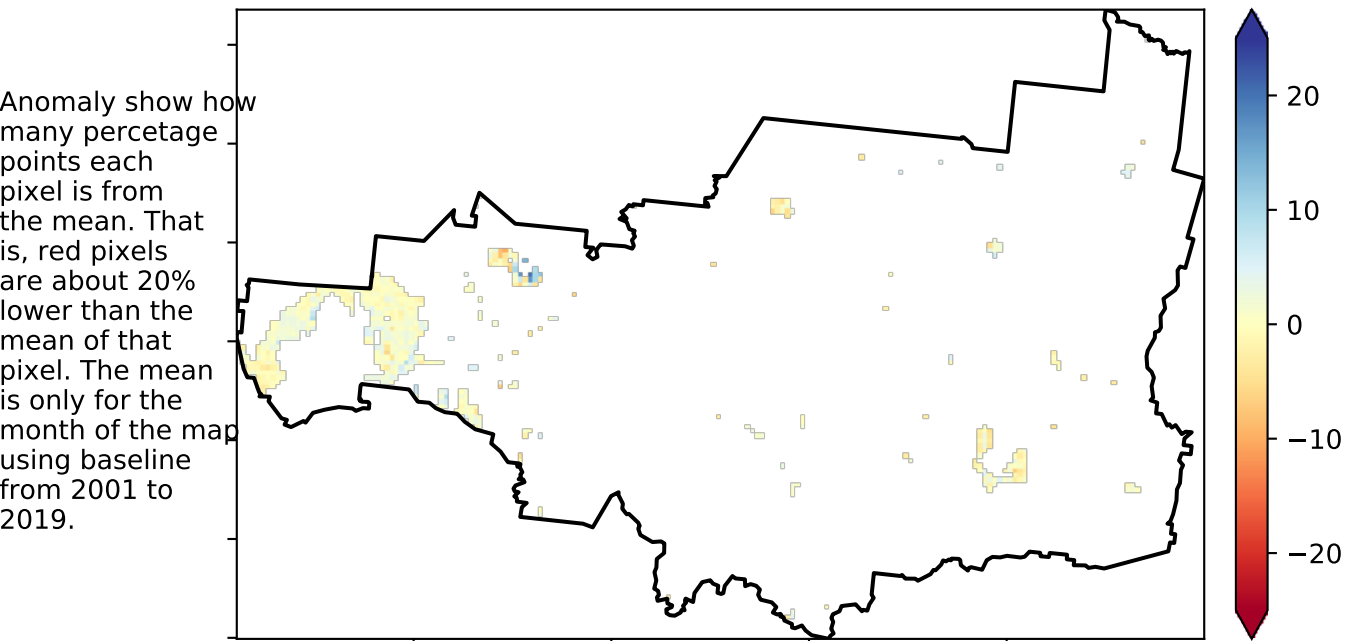 Anomaly show how
many percetage
points each
pixel is from
the mean. That
is, red pixels
are about 20%
lower than the
mean of that
pixel. The mean
is only for the
month of the map
using baseline
from 2001 to
2019.
20
10
0
−10
−20